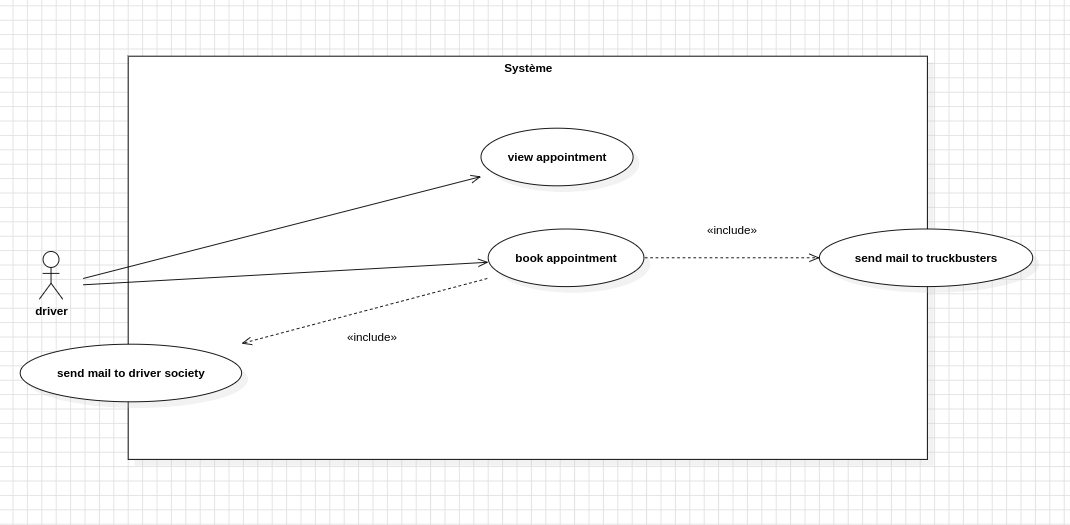 Système
view appointment
«include»
book appointment
send mail to truckbusters
driver
«include»
send mail to driver society